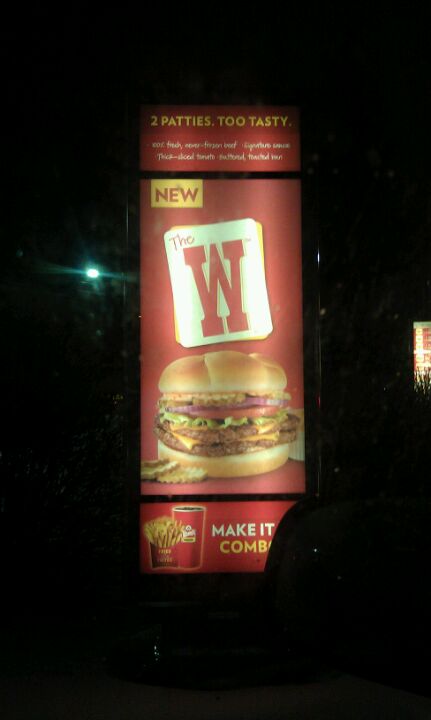 2 PATTIES. TOO TASTY.
100% fresh, never-frozen beef · Signature sauce
Thick-sliced tomato · Buttered, toasted bun
NEW
The
W
MAKE IT
COMB